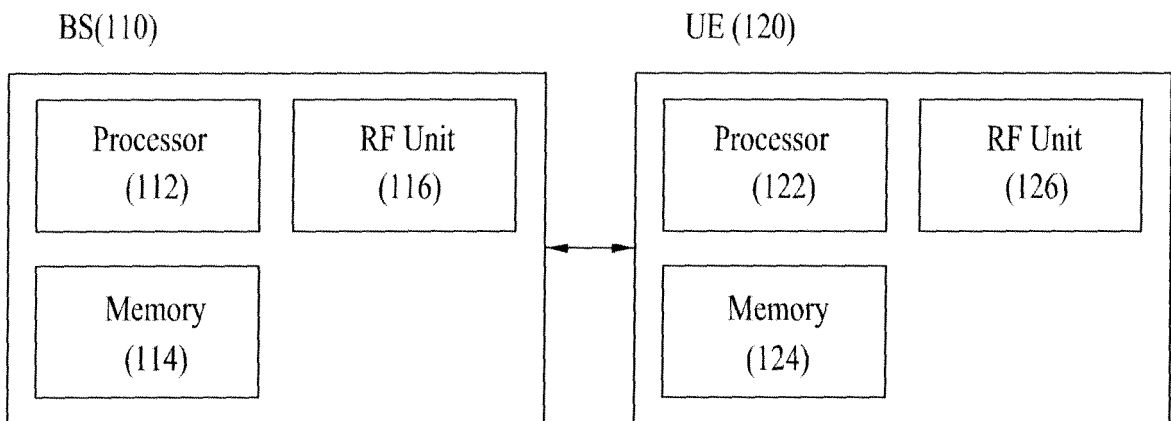 BS(110)
Processor
(112)
RF Unit
(116)
Memory
(114)
UE (120)
Processor
(122)
RF Unit
(126)
Memory
(124)